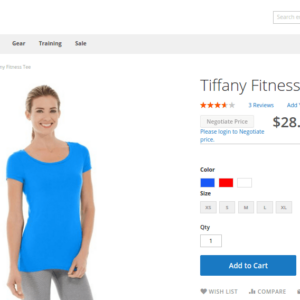 Search e
Gear Training Sale
ny Fitness Tee
Tiffany Fitness
3 Reviews Add
Negotiate Price
$28.
Please login to Negotiate
price.
Color
Size
XS S M L XL
Qty
1
Add to Cart
WISH LIST COMPARE